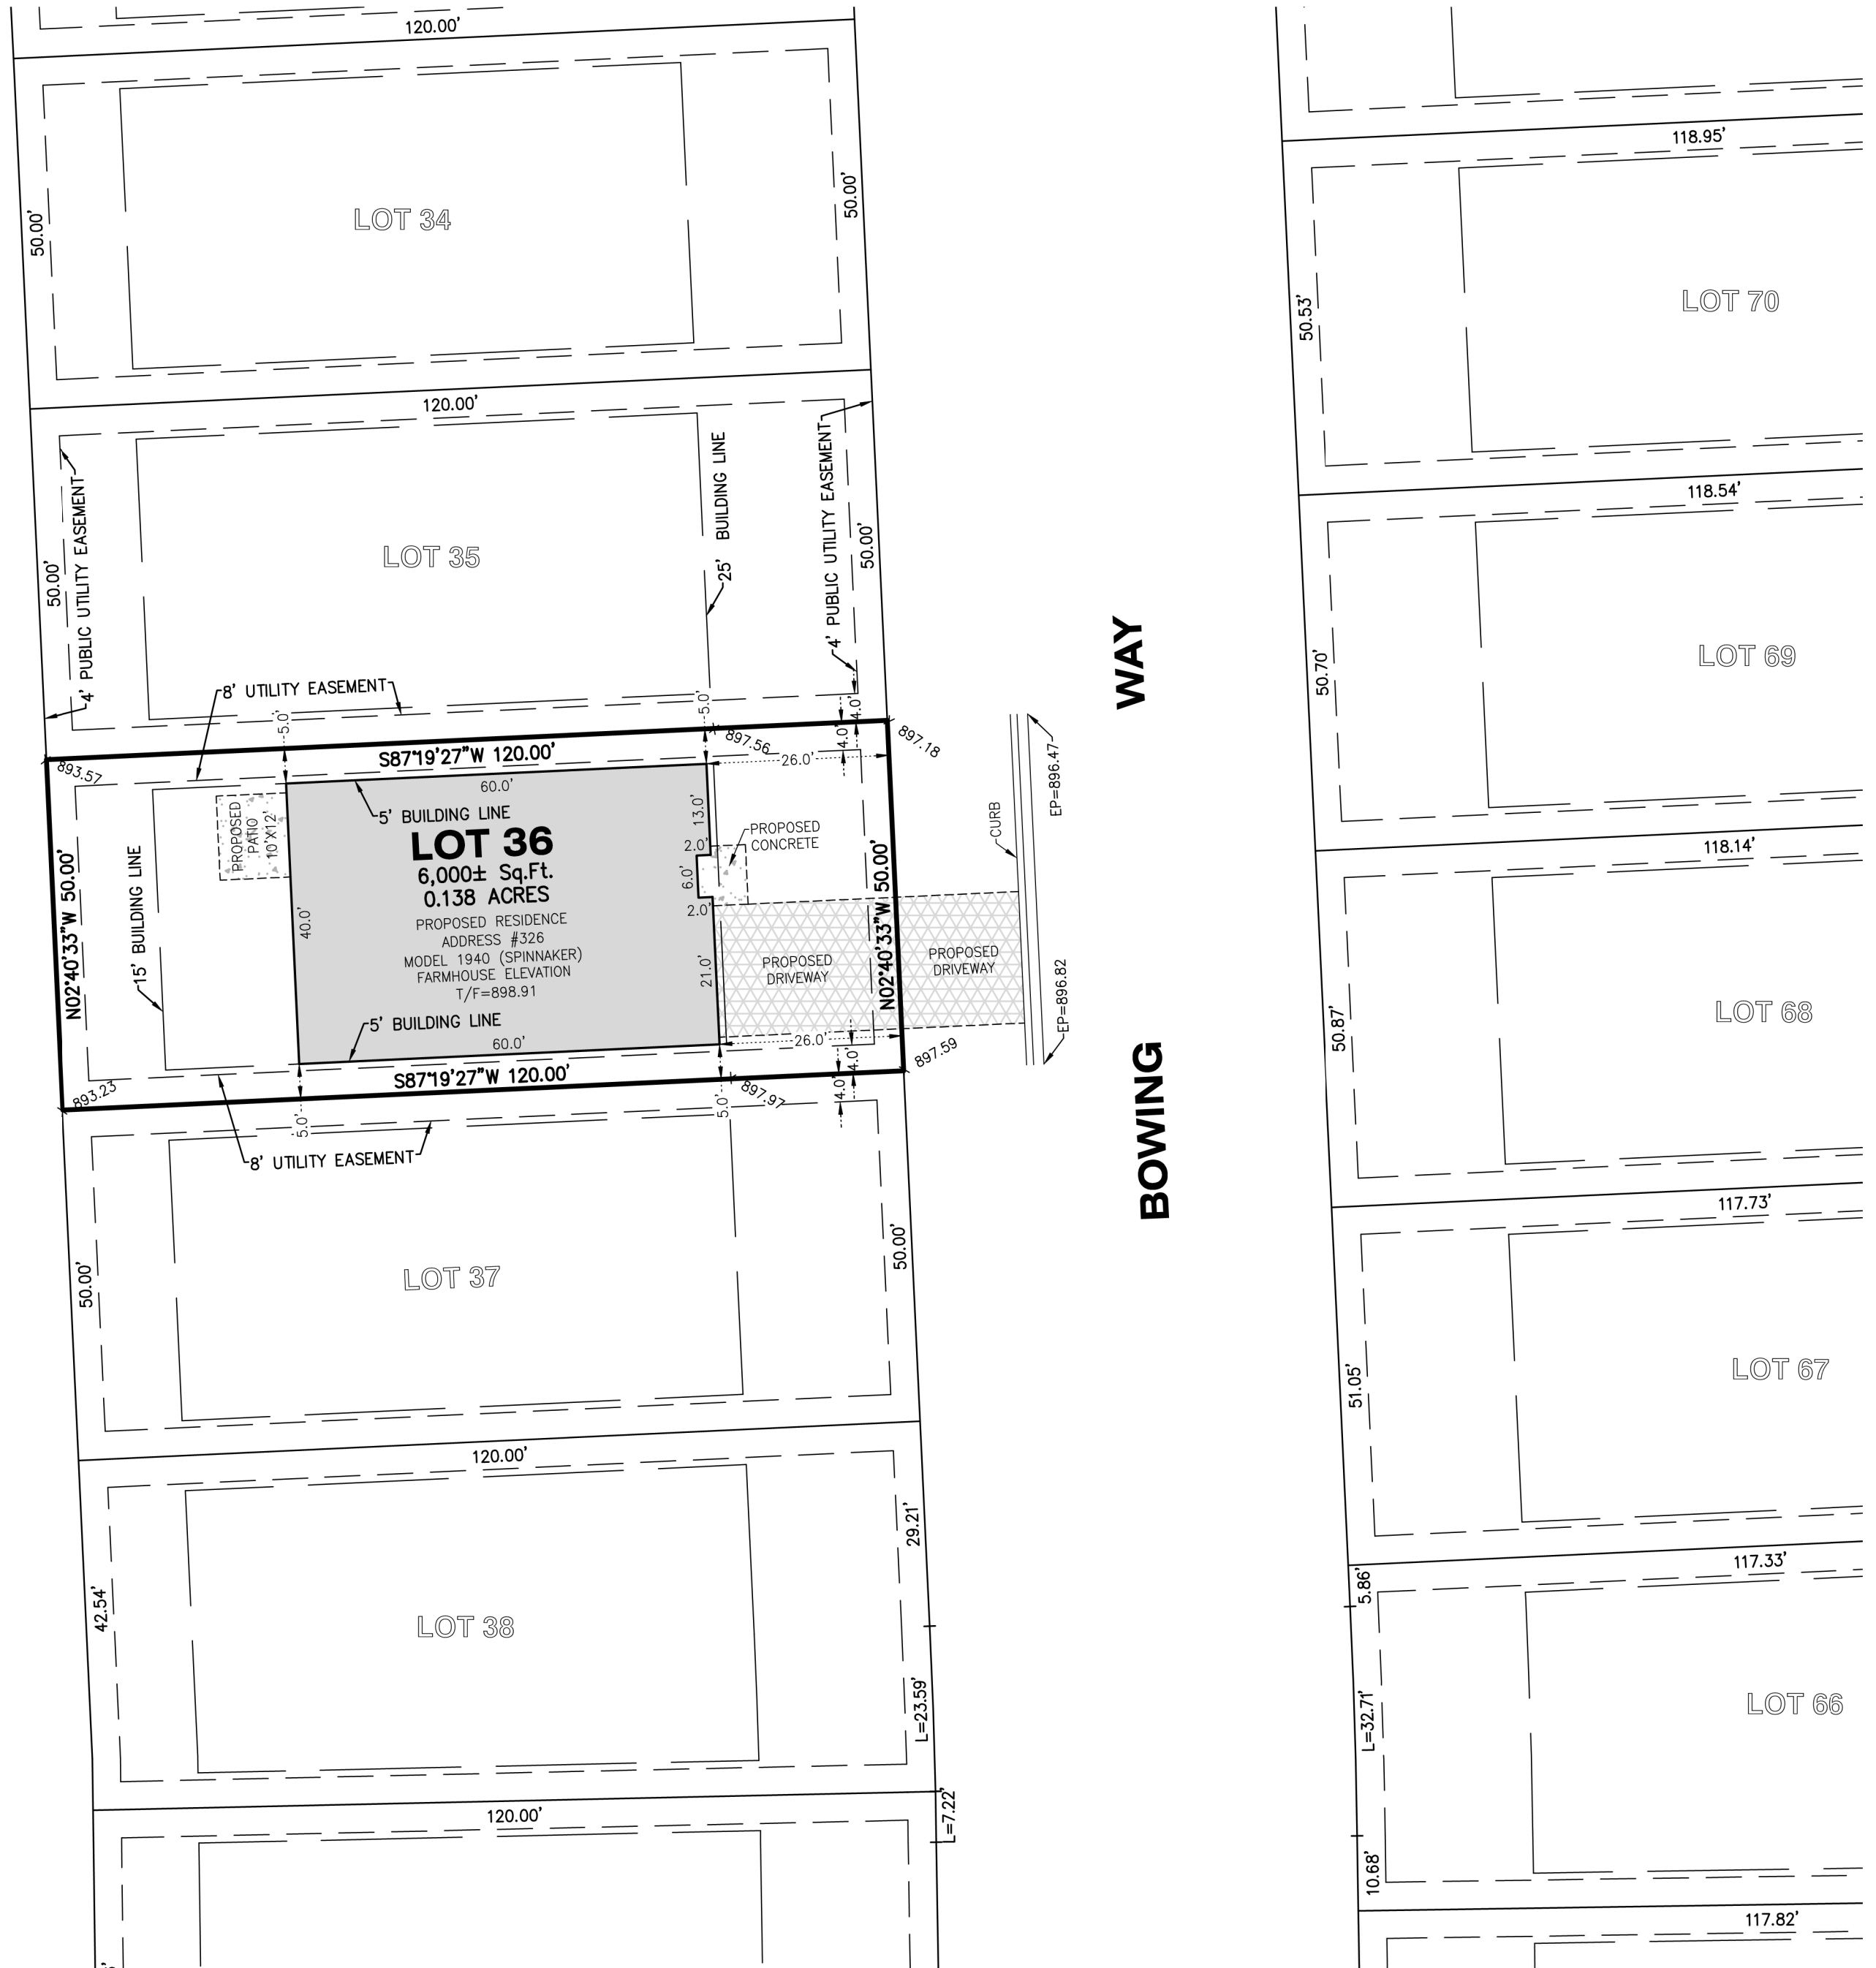 120.00'
118.95'
50.00'
LOT 34
50.00'
50.53'
LOT 70
120.00'
118.54'
4' PUBLIC UTILITY EASEMENT
50.00'
LOT 35
25' BUILDING LINE
4' PUBLIC UTILITY EASEMENT
50.00'
50.70'
LOT 69
8' UTILITY EASEMENT
5.0'
5.0'
4.0'
4.0'
WAY
BOWING
893.57
S87°19'27"W 120.00'
897.56
26.0'
897.18
EP=896.47
60.0'
5' BUILDING LINE
13.0'
PROPOSED
CONCRETE
CURB
118.14'
PROPOSED
PATIO
10'X12'
LOT 36
6,000± Sq.Ft.
0.138 ACRES
PROPOSED RESIDENCE
ADDRESS #326
MODEL 1940 (SPINNAKER)
FARMHOUSE ELEVATION
T/F=898.91
2.0'
6.0'
2.0'
N02°40'33"W 50.00'
15' BUILDING LINE
40.0'
21.0'
PROPOSED
DRIVEWAY
N02°40'33"W 50.00'
PROPOSED
DRIVEWAY
EP=896.82
50.87'
LOT 68
5' BUILDING LINE
60.0'
26.0'
4.0'
4.0'
897.59
893.23
S87°19'27"W 120.00'
897.97
5.0'
5.0'
8' UTILITY EASEMENT
117.73'
50.00'
LOT 37
50.00'
51.05'
LOT 67
120.00'
117.33'
42.54'
LOT 38
29.21'
L=23.59'
5.86'
L=32.71'
LOT 66
10.68'
120.00'
L=7.22'
117.82'